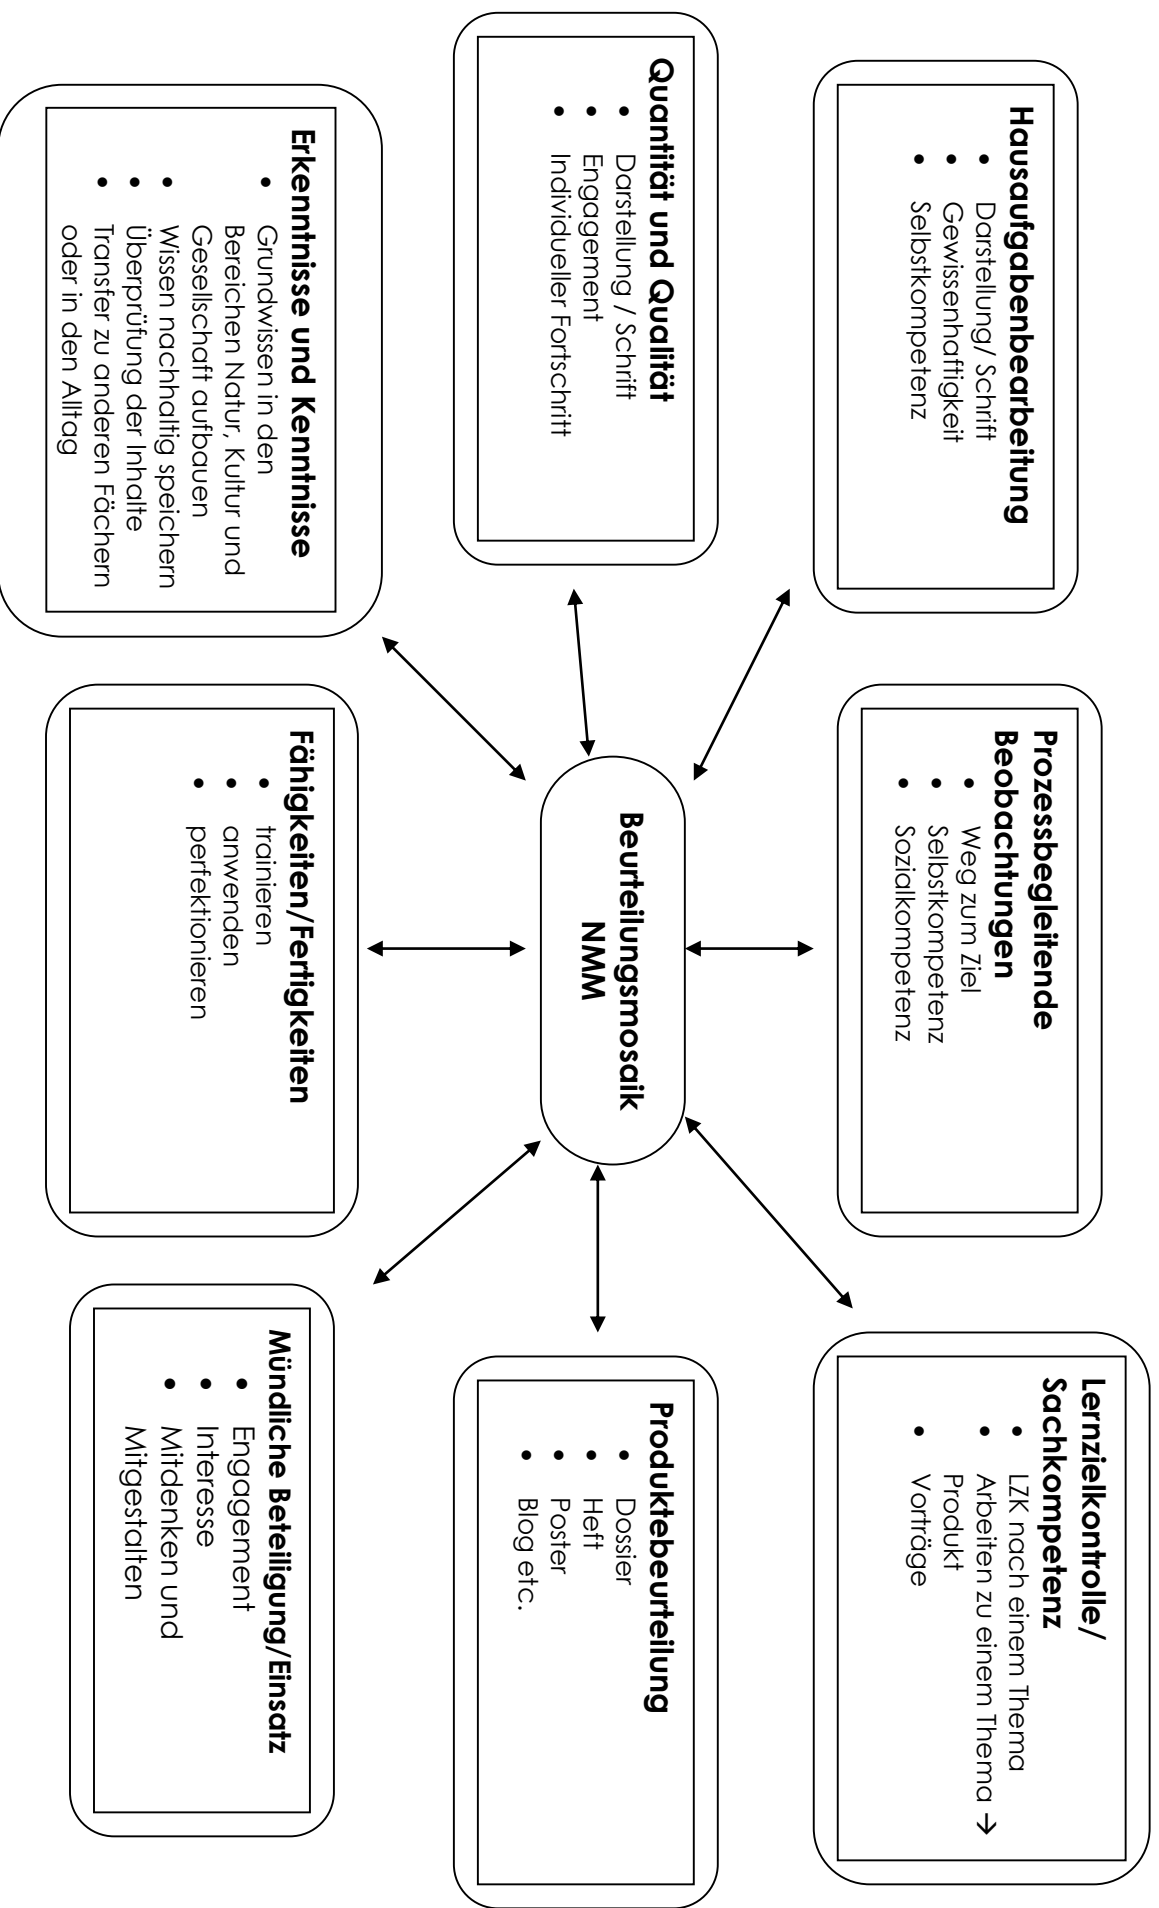 Hausaufgabenbearbeitung
• Darstellung/ Schrift
• Gewissenhaftigkeit
• Selbstkompetenz
Prozessbegleitende
Beobachtungen
• Weg zum Ziel
• Selbstkompetenz
• Sozialkompetenz
Lernzielkontrolle/
Sachkompetenz
• LZK nach einem Thema
• Arbeiten zu einem Thema →
Produkt
• Vorträge
Quantität und Qualität
• Darstellung / Schrift
• Engagement
• Individueller Fortschritt
Beurteilungsmosaik
NMM
Produktebeurteilung
• Dossier
• Heft
• Poster
• Blog etc.
Erkenntnisse und Kenntnisse
• Grundwissen in den
Bereichen Natur, Kultur und
Gesellschaft aufbauen
• Wissen nachhaltig speichern
• Überprüfung der Inhalte
• Transfer zu anderen Fächern
oder in den Alltag
Fähigkeiten/Fertigkeiten
• trainieren
• anwenden
• perfektionieren
Mündliche Beteiligung/Einsatz
• Engagement
• Interesse
• Mitdenken und
Mitgestalten